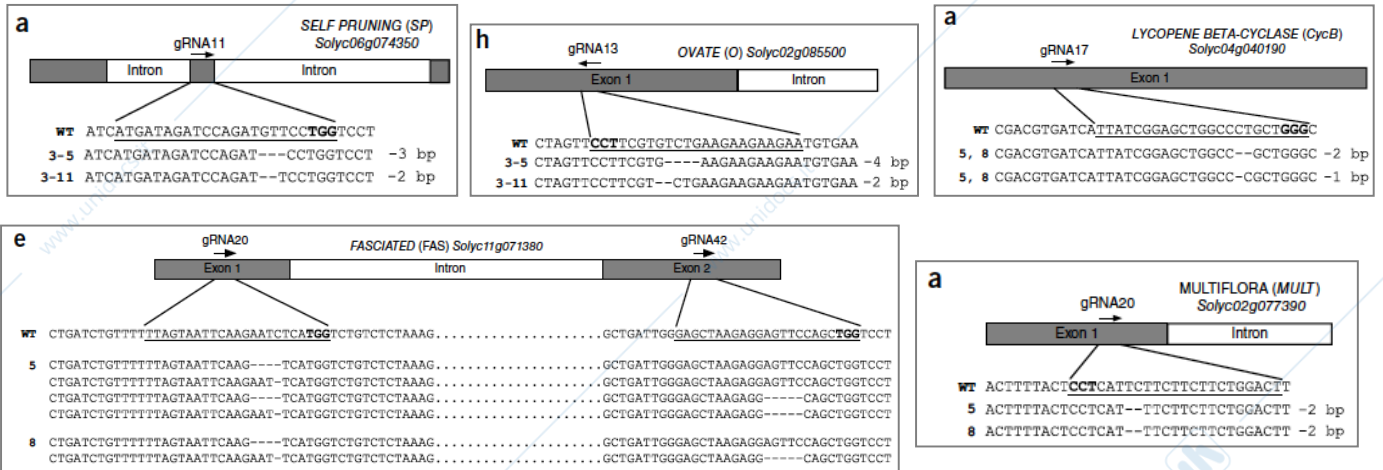 a
SELF PRUNING (SP)
Solyc06g074350
gRNA11
Intron
Intron
WT ATCATGATAGATCCAGATGTTCCTGGTCCT
3-5 ATCATGATAGATCCAGAT---CCTGGTCCT -3 bp
3-11 ATCATGATAGATCCAGAT--TCCTGGTCCT -2 bp
h
gRNA13
OVATE (O) Solyc02g085500
Exon 1
Intron
WT CTAGTTCCTTCGTGTCTGAAGAAGAAGAATGTGAA
3-5 CTAGTTCCTTCGTG----AAGAAGAAGAATGTGAA -4 bp
3-11 CTAGTTCCTTCGT--CTGAAGAAGAAGAATGTGAA -2 bp
a
LYCOPENE BETA-CYCLASE (CycB)
Solyc04g040190
gRNA17
Exon 1
WT CGACGTGATCATTATCGGAGCTGGCCCTGCTGGGC
5, 8 CGACGTGATCATTATCGGAGCTGGCC--GCTGGGC -2 bp
5, 8 CGACGTGATCATTATCGGAGCTGGCC-CGCTGGGC -1 bp
e
gRNA20
FASCIATED (FAS) Solyc11g071380
gRNA42
Exon 1
Intron
Exon 2
WT CTGATCTGTTTTTTAGTAATTCAAGAATCTCATGGTCTGTCTCTAAAG....................GCTGATTGGGAGCTAAGAGGAGTTCCAGCTGGTCCT
5 CTGATCTGTTTTTTAGTAATTCAAG----TCATGGTCTGTCTCTAAAG....................GCTGATTGGGAGCTAAGAGGAGTTCCAGCTGGTCCT
CTGATCTGTTTTTTAGTAATTCAAGAAT-TCATGGTCTGTCTCTAAAG....................GCTGATTGGGAGCTAAGAGGAGTTCCAGCTGGTCCT
CTGATCTGTTTTTTAGTAATTCAAG----TCATGGTCTGTCTCTAAAG....................GCTGATTGGGAGCTAAGAGG-----CAGCTGGTCCT
CTGATCTGTTTTTTAGTAATTCAAGAAT-TCATGGTCTGTCTCTAAAG....................GCTGATTGGGAGCTAAGAGG-----CAGCTGGTCCT
8 CTGATCTGTTTTTTAGTAATTCAAG----TCATGGTCTGTCTCTAAAG....................GCTGATTGGGAGCTAAGAGGAGTTCCAGCTGGTCCT
CTGATCTGTTTTTTAGTAATTCAAGAAT-TCATGGTCTGTCTCTAAAG....................GCTGATTGGGAGCTAAGAGG-----CAGCTGGTCCT
a
MULTIFLORA (MULT)
Solyc02g077390
gRNA20
Exon 1
Intron
WT ACTTTTACTCCTCATTCTTCTTCTTCTGGACTT
5 ACTTTTACTCCTCAT--TTCTTCTTCTGGACTT -2 bp
8 ACTTTTACTCCTCAT--TTCTTCTTCTGGACTT -2 bp